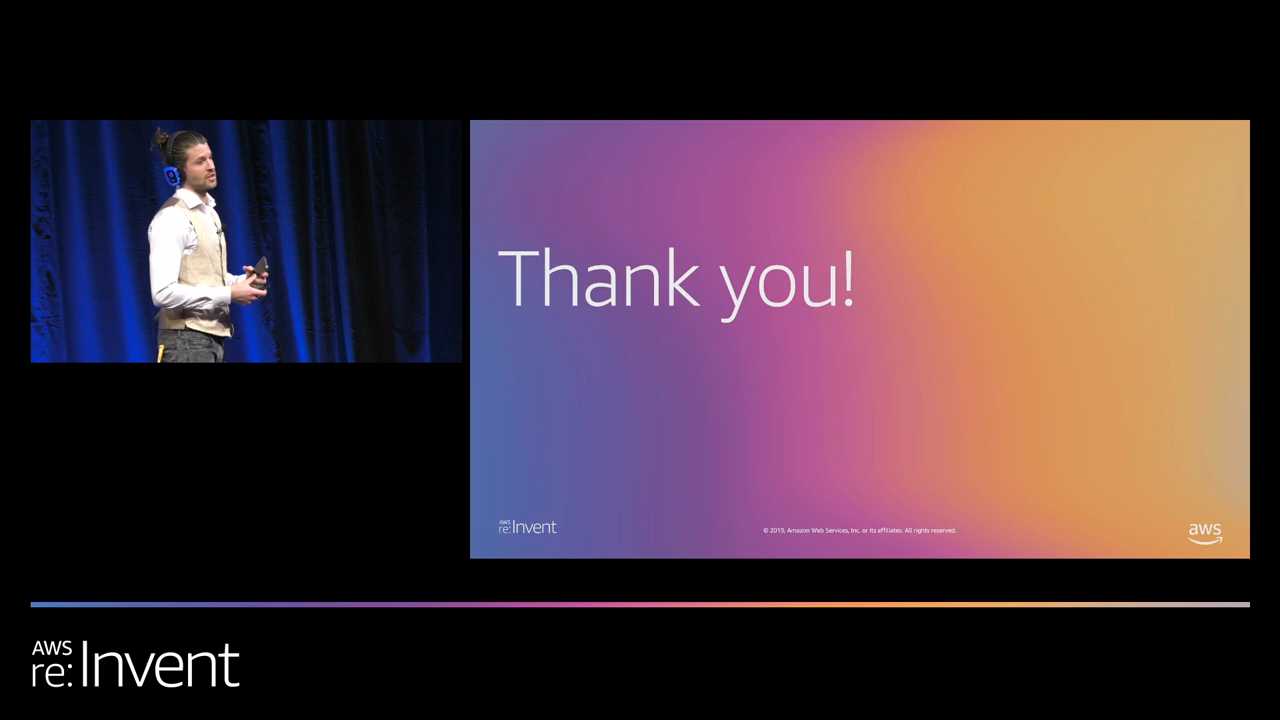 Thank you!
AWS
re:Invent
© 2019, Amazon Web Services, Inc. or its affiliates. All rights reserved.
aws
AWS
re:Invent